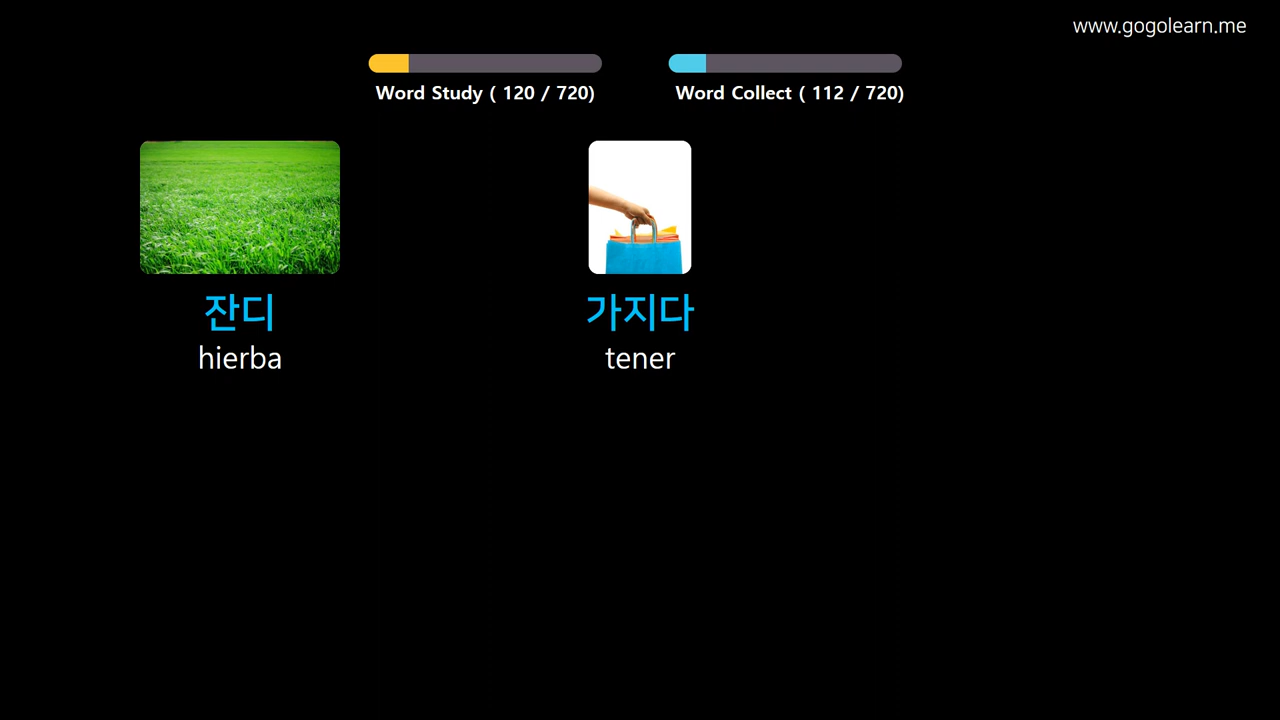 www.gogolearn.me
Word Study ( 120 / 720)
Word Collect ( 112 / 720)
잔디
hierba
가지다
tener